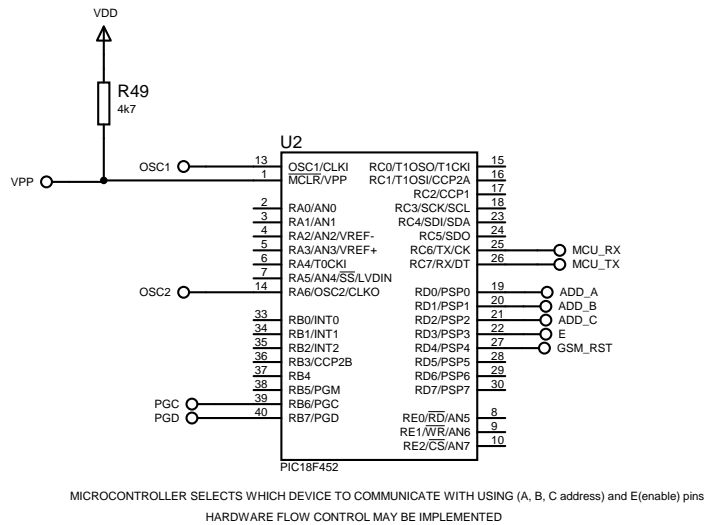 VDD
R49
4k7
U2
OSC1 13 OSC1/CLKI RC0/T1OSO/T1CKI 15
VPP 1 MCLR/VPP RC1/T1OSI/CCP2A 16
RC2/CCP1 17
2 RA0/AN0 RC3/SCK/SCL 18
3 RA1/AN1 RC4/SDI/SDA 23
4 RA2/AN2/VREF- RC5/SDO 24
5 RA3/AN3/VREF+ RC6/TX/CK 25 MCU_RX
6 RA4/T0CKI RC7/RX/DT 26 MCU_TX
7 RA5/AN4/SS/LVDIN
OSC2 14 RA6/OSC2/CLKO RD0/PSP0 19 ADD_A
RD1/PSP1 20 ADD_B
33 RB0/INT0 RD2/PSP2 21 ADD_C
34 RB1/INT1 RD3/PSP3 22 E
35 RB2/INT2 RD4/PSP4 27 GSM_RST
36 RB3/CCP2B RD5/PSP5 28
37 RB4 RD6/PSP6 29
38 RB5/PGM RD7/PSP7 30
PGC 39 RB6/PGC
PGD 40 RB7/PGD RE0/RD/AN5 8
RE1/WR/AN6 9
RE2/CS/AN7 10
PIC18F452
MICROCONTROLLER SELECTS WHICH DEVICE TO COMMUNICATE WITH USING (A, B, C address) and E(enable) pins
HARDWARE FLOW CONTROL MAY BE IMPLEMENTED